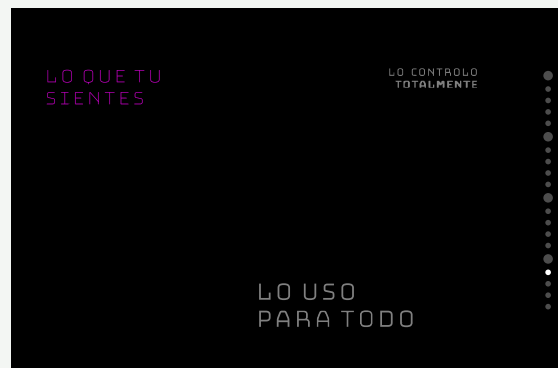 LO QUE TU
SIENTES
LO CONTROLO
TOTALMENTE
LO USO
PARA TODO